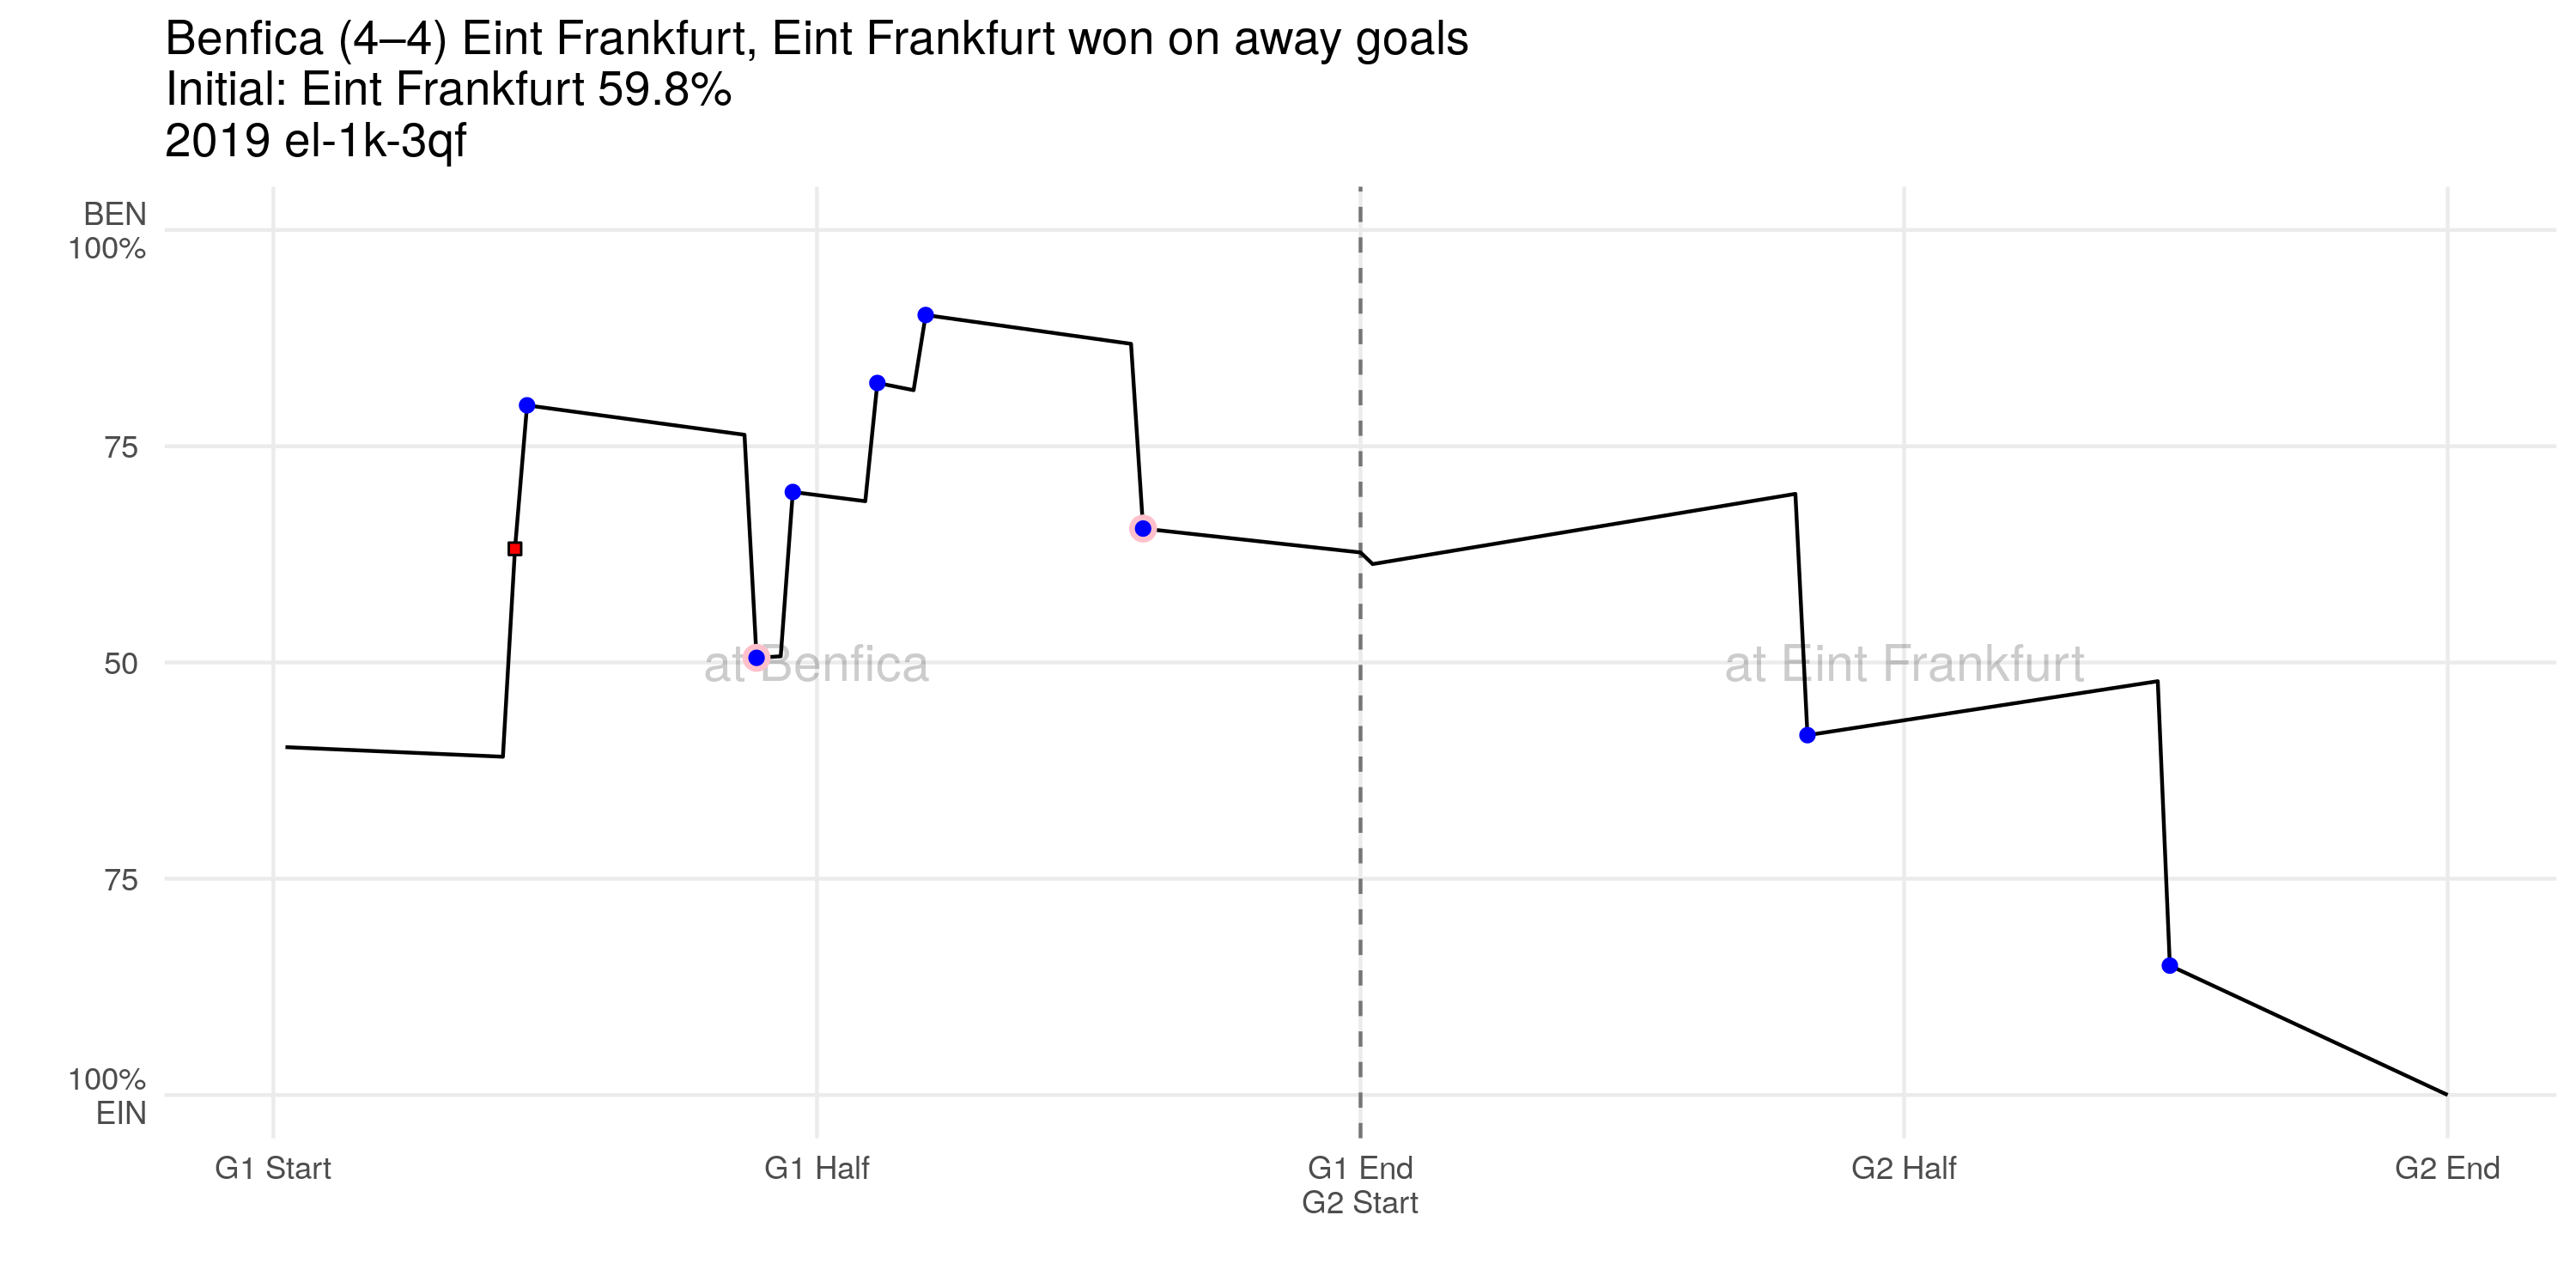 Benfica (4–4) Eint Frankfurt, Eint Frankfurt won on away goals
Initial: Eint Frankfurt 59.8%
2019 el-1k-3qf
BEN
100%
75
50
75
100%
EIN
at Benfica
at Eint Frankfurt
G1 Start
G1 Half
G1 End
G2 Start
G2 Half
G2 End